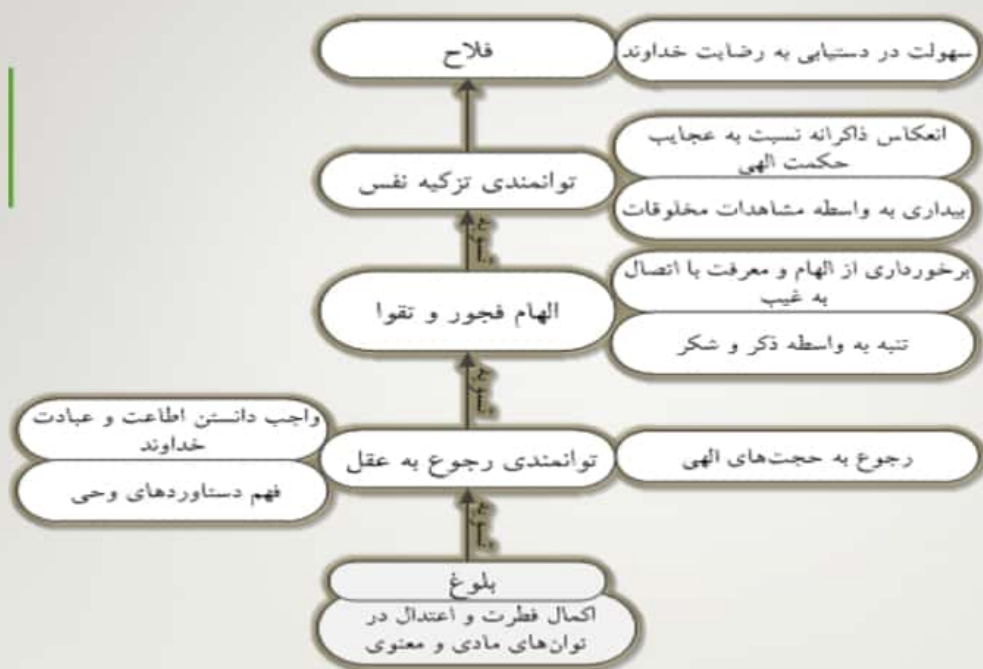 فلاح
سهولت در دستیابی به رضایت خداوند
توانمندی تزکیه نفس
انعکاس ذاکرانه نسبت به عجایب
حکمت الهی
بیداری به واسطه مشاهدات مخلوقات
تسویه
الهام فجور و تقوا
برخورداری از الهام و معرفت با اتصال
به غیب
تنبه به واسطه ذکر و شکر
تسویه
توانمندی رجوع به عقل
رجوع به حجت‌های الهی
واجب دانستن اطاعت و عبادت
خداوند
فهم دستاوردهای وحی
تسویه
بلوغ
اکمال فطرت و اعتدال در
توان‌های مادی و معنوی